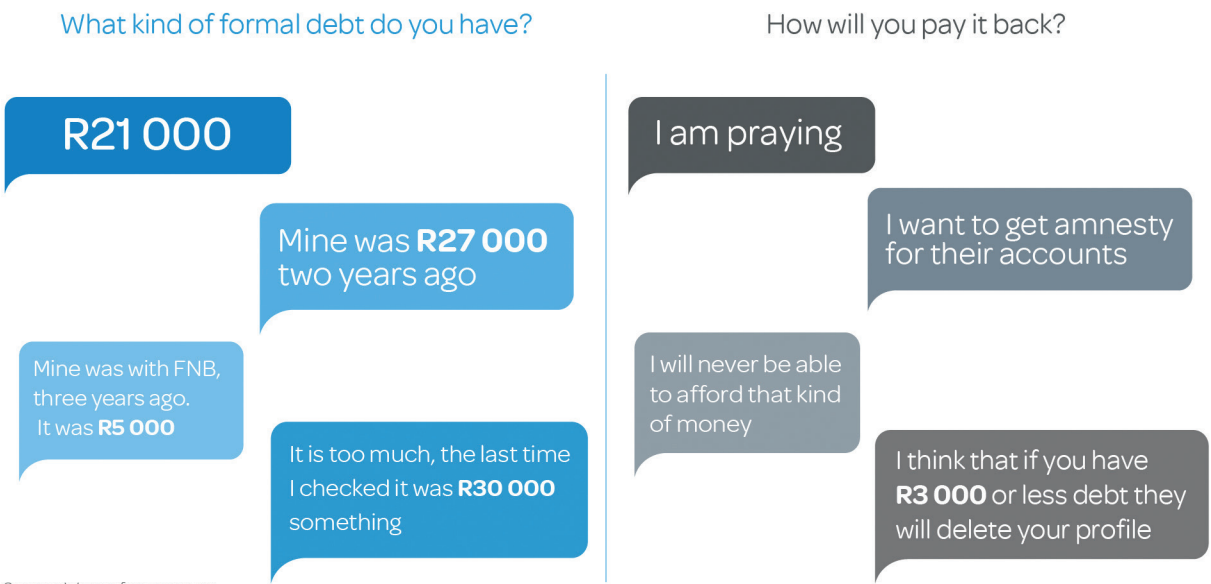 What kind of formal debt do you have?
R21 000
Mine was R27 000
two years ago
Mine was with FNB,
three years ago.
It was R5 000
It is too much, the last time
I checked it was R30 000
something
How will you pay it back?
I am praying
I want to get amnesty
for their accounts
I will never be able
to afford that kind
of money
I think that if you have
R3 000 or less debt they
will delete your profile